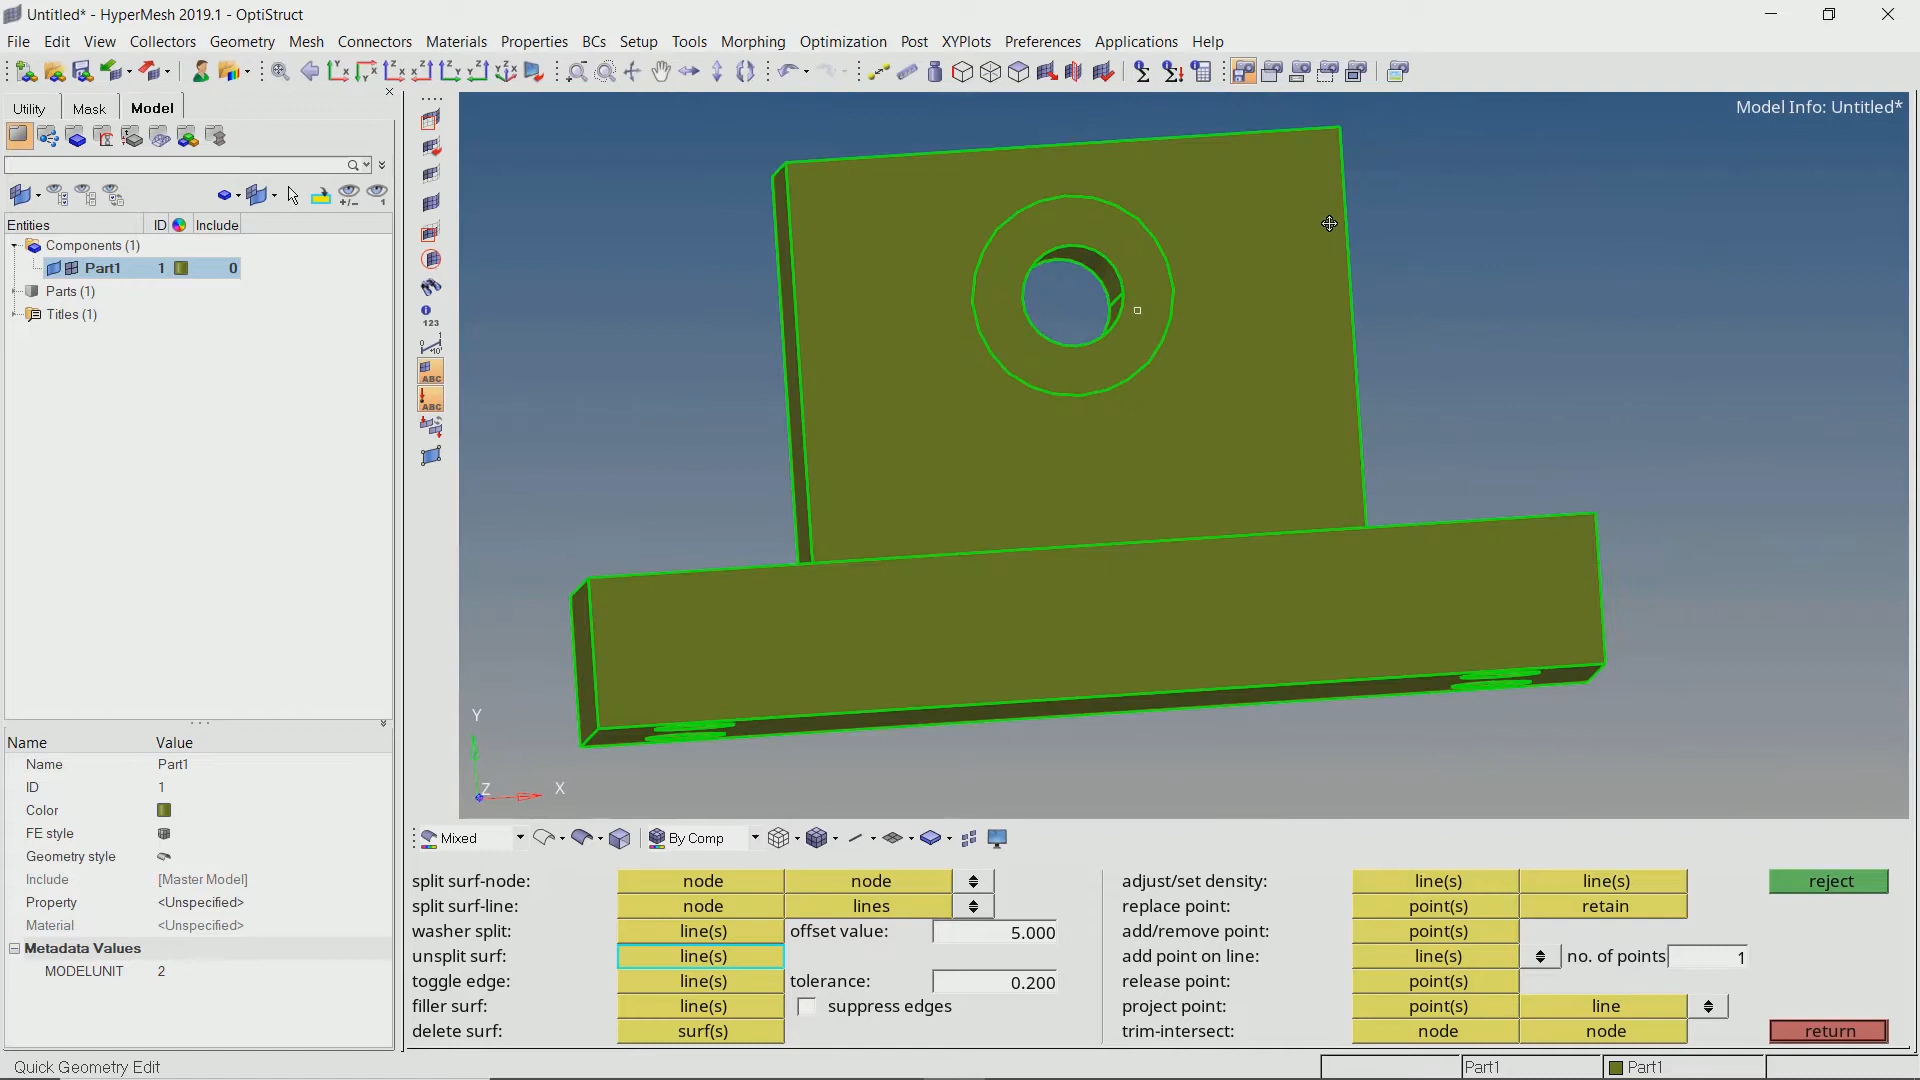 Untitled* - HyperMesh 2019.1 - OptiStruct
File Edit View Collectors Geometry Mesh Connectors Materials Properties BCs Setup Tools Morphing Optimization Post XYPlots Preferences Applications Help
Utility Mask Model
Entities ID Include
Components (1)
Part1 1 0
Parts (1)
Titles (1)
123
ABC
ABC
Model Info: Untitled*
Y
Z
X
Name Value
Name Part1
ID 1
Color
FE style
Geometry style
Include [Master Model]
Property <Unspecified>
Material <Unspecified>
Metadata Values
MODELUNIT 2
Mixed By Comp
split surf-node: node node
split surf-line: node lines
washer split: line(s) offset value: 5.000
unsplit surf: line(s)
toggle edge: line(s) tolerance: 0.200
filler surf: line(s) suppress edges
delete surf: surf(s)
adjust/set density: line(s) line(s) reject
replace point: point(s) retain
add/remove point: point(s)
add point on line: line(s) no. of points 1
release point: point(s)
project point: point(s) line
trim-intersect: node node return
Quick Geometry Edit Part1 Part1